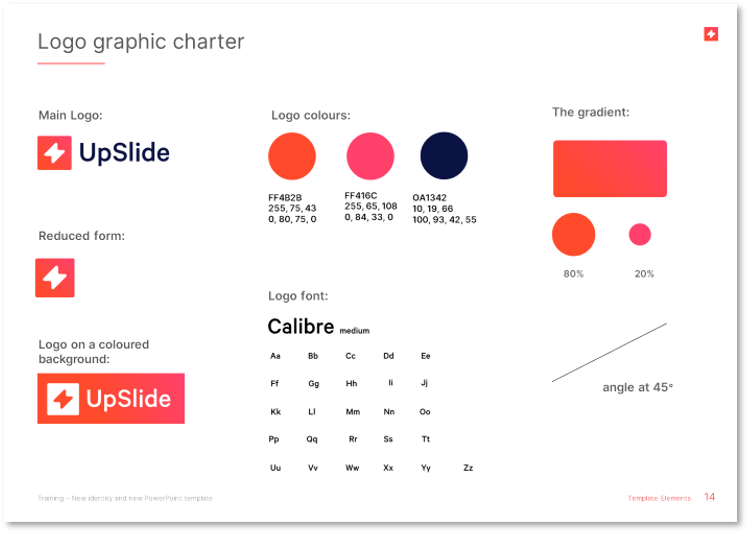 Logo graphic charter
Main Logo:
UpSlide
Reduced form:
Logo on a coloured
background:
UpSlide
Logo colours:
FF4B2B
255, 75, 43
0, 80, 75, 0
FF416C
255, 65, 108
0, 84, 33, 0
OA1342
10, 19, 66
100, 93, 42, 55
Logo font:
Calibre medium
Aa Bb Cc Dd Ee
Ff Gg Hh Ii Jj
Kk Ll Mm Nn Oo
Pp Qq Rr Ss Tt
Uu Vv Ww Xx Yy Zz
The gradient:
80% 20%
angle at 45°
Training – New identity and new PowerPoint template
Template Elements 14